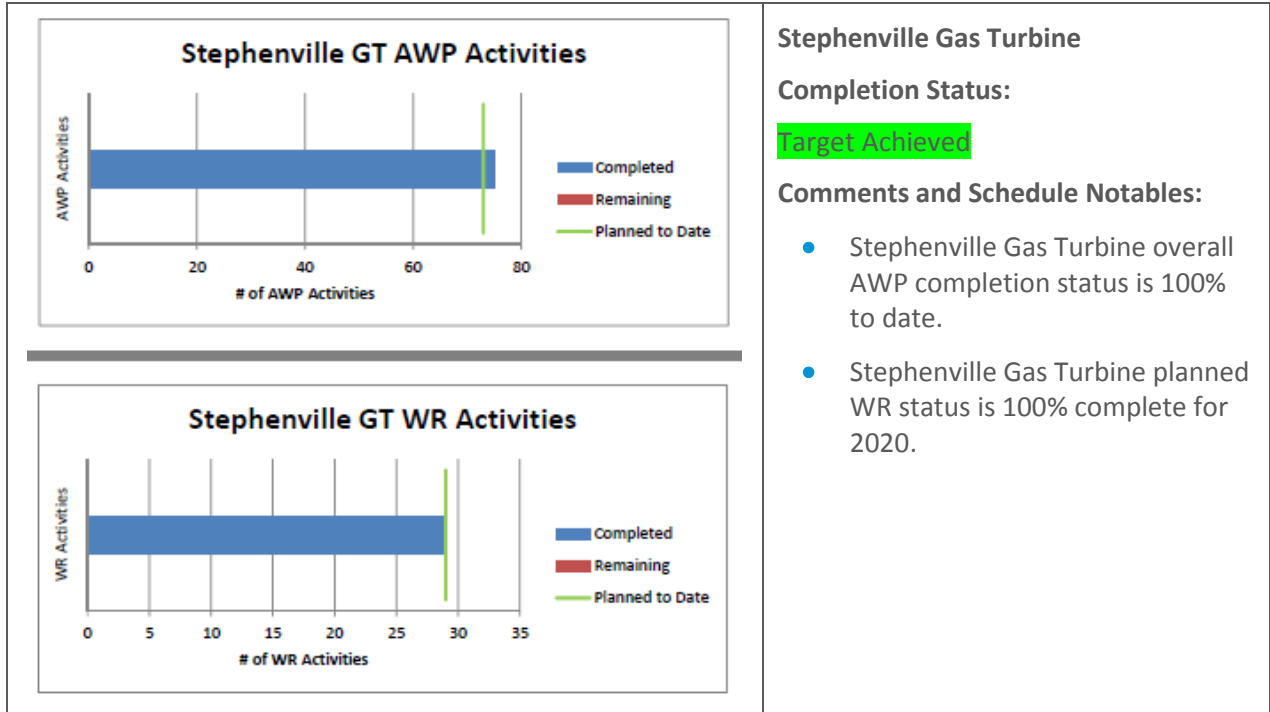 Stephenville GT AWP Activities
AWP Activities
Completed
Remaining
Planned to Date
0 20 40 60 80
# of AWP Activities
Stephenville GT WR Activities
WR Activities
Completed
Remaining
Planned to Date
0 5 10 15 20 25 30 35
# of WR Activities
Stephenville Gas Turbine
Completion Status:
Target Achieved
Comments and Schedule Notables:
• Stephenville Gas Turbine overall
AWP completion status is 100%
to date.
• Stephenville Gas Turbine planned
WR status is 100% complete for
2020.